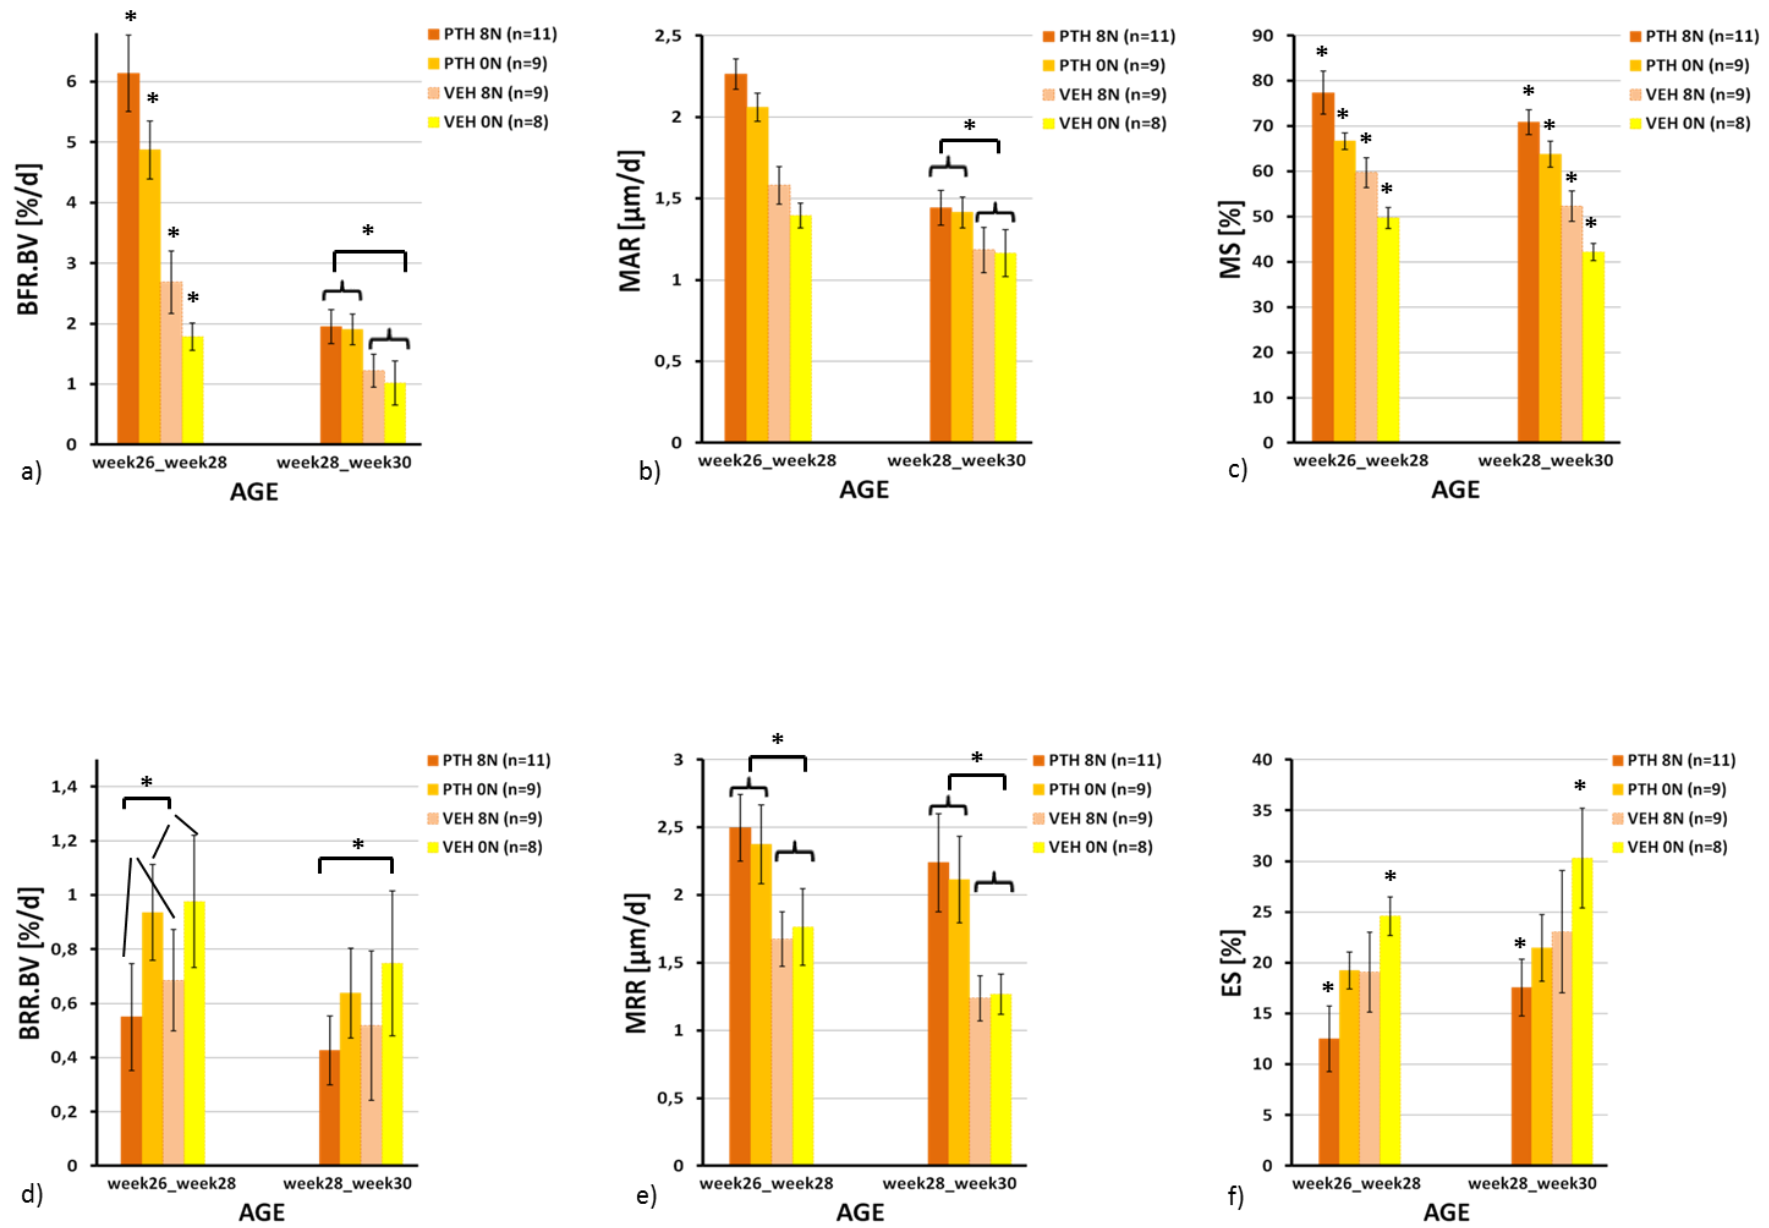 *
*
*
*
*
BFR.BV [%/d]
6
5
4
3
2
1
0
week26_week28
week28_week30
AGE
a)
PTH 8N (n=11)
PTH 0N (n=9)
VEH 8N (n=9)
VEH 0N (n=8)
*
MAR [µm/d]
2,5
2
1,5
1
0,5
0
week26_week28
week28_week30
AGE
b)
PTH 8N (n=11)
PTH 0N (n=9)
VEH 8N (n=9)
VEH 0N (n=8)
*
*
*
*
*
*
*
*
MS [%]
90
80
70
60
50
40
30
20
10
0
week26_week28
week28_week30
AGE
c)
PTH 8N (n=11)
PTH 0N (n=9)
VEH 8N (n=9)
VEH 0N (n=8)
*
*
BRR.BV [%/d]
1,4
1,2
1
0,8
0,6
0,4
0,2
0
week26_week28
week28_week30
AGE
d)
PTH 8N (n=11)
PTH 0N (n=9)
VEH 8N (n=9)
VEH 0N (n=8)
*
*
MRR [µm/d]
3
2,5
2
1,5
1
0,5
0
week26_week28
week28_week30
AGE
e)
PTH 8N (n=11)
PTH 0N (n=9)
VEH 8N (n=9)
VEH 0N (n=8)
*
*
*
*
ES [%]
40
35
30
25
20
15
10
5
0
week26_week28
week28_week30
AGE
f)
PTH 8N (n=11)
PTH 0N (n=9)
VEH 8N (n=9)
VEH 0N (n=8)